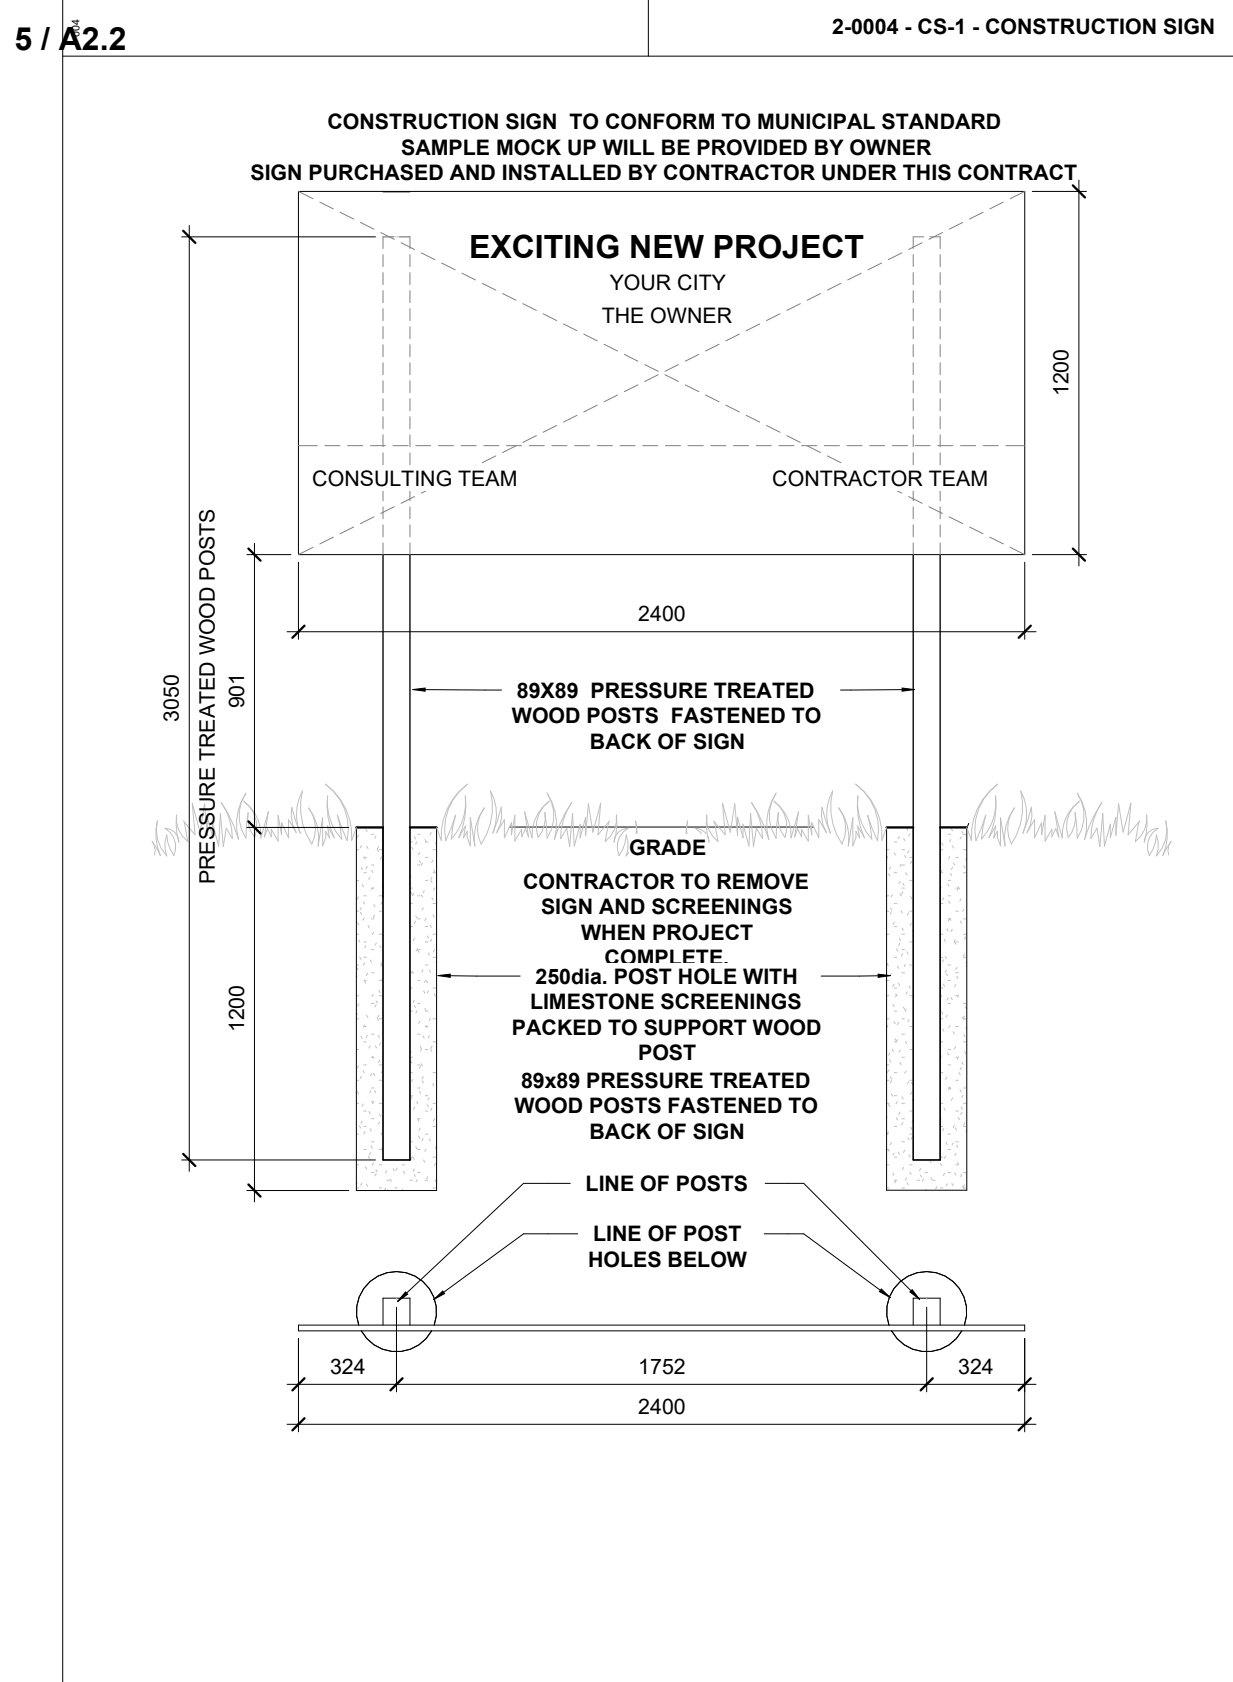 5 / A2.2
2-0004 - CS-1 - CONSTRUCTION SIGN
CONSTRUCTION SIGN TO CONFORM TO MUNICIPAL STANDARD
SAMPLE MOCK UP WILL BE PROVIDED BY OWNER
SIGN PURCHASED AND INSTALLED BY CONTRACTOR UNDER THIS CONTRACT
EXCITING NEW PROJECT
YOUR CITY
THE OWNER
1200
CONSULTING TEAM
CONTRACTOR TEAM
2400
3050
PRESSURE TREATED WOOD POSTS
901
89X89 PRESSURE TREATED
WOOD POSTS FASTENED TO
BACK OF SIGN
GRADE
CONTRACTOR TO REMOVE
SIGN AND SCREENINGS
WHEN PROJECT
COMPLETE.
250dia. POST HOLE WITH
LIMESTONE SCREENINGS
PACKED TO SUPPORT WOOD
POST
1200
89x89 PRESSURE TREATED
WOOD POSTS FASTENED TO
BACK OF SIGN
LINE OF POSTS
LINE OF POST
HOLES BELOW
324
1752
324
2400